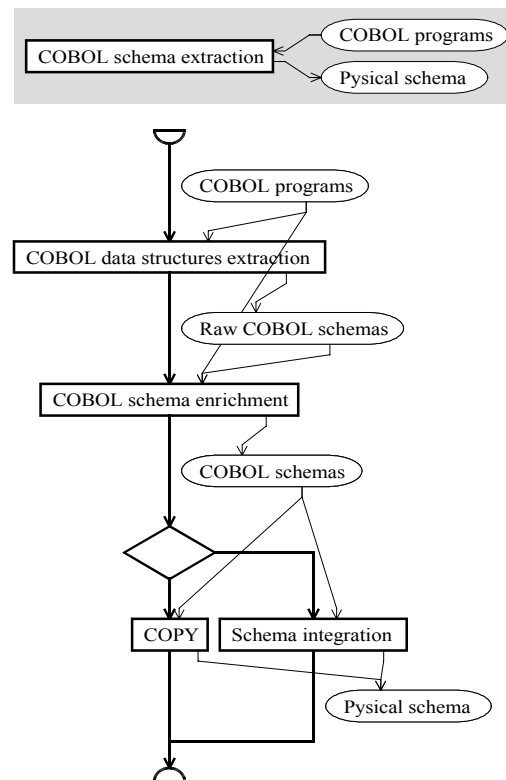 COBOL programs
COBOL schema extraction
Pysical schema
COBOL programs
COBOL data structures extraction
Raw COBOL schemas
COBOL schema enrichment
COBOL schemas
COPY
Schema integration
Pysical schema